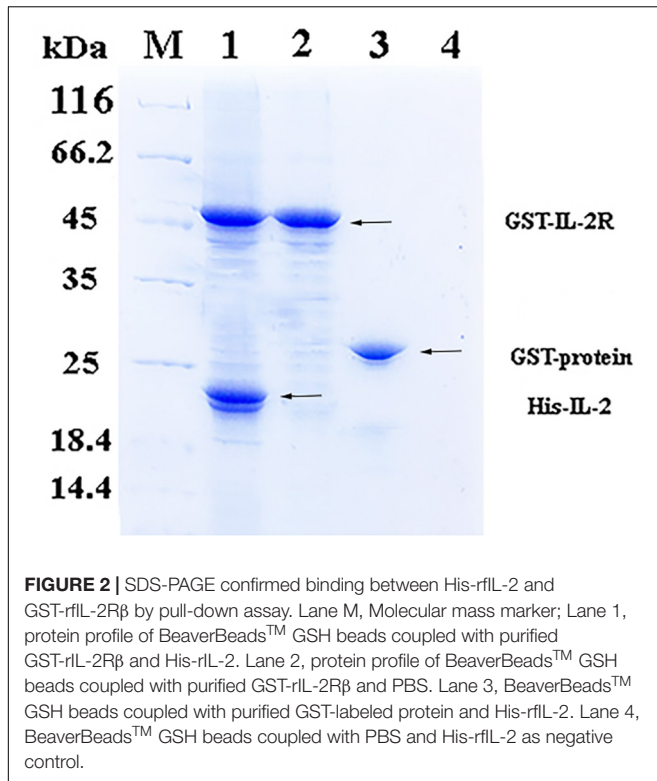 kDa M 1 2 3 4
116
66.2
45
GST-IL-2R
35
25
GST-protein
His-IL-2
18.4
14.4
FIGURE 2 | SDS-PAGE confirmed binding between His-rfIL-2 and
GST-rfIL-2Rβ by pull-down assay. Lane M, Molecular mass marker; Lane 1,
protein profile of BeaverBeads™ GSH beads coupled with purified
GST-rIL-2Rβ and His-rIL-2. Lane 2, protein profile of BeaverBeads™ GSH
beads coupled with purified GST-rIL-2Rβ and PBS. Lane 3, BeaverBeads™
GSH beads coupled with purified GST-labeled protein and His-rfIL-2. Lane 4,
BeaverBeads™ GSH beads coupled with PBS and His-rfIL-2 as negative
control.